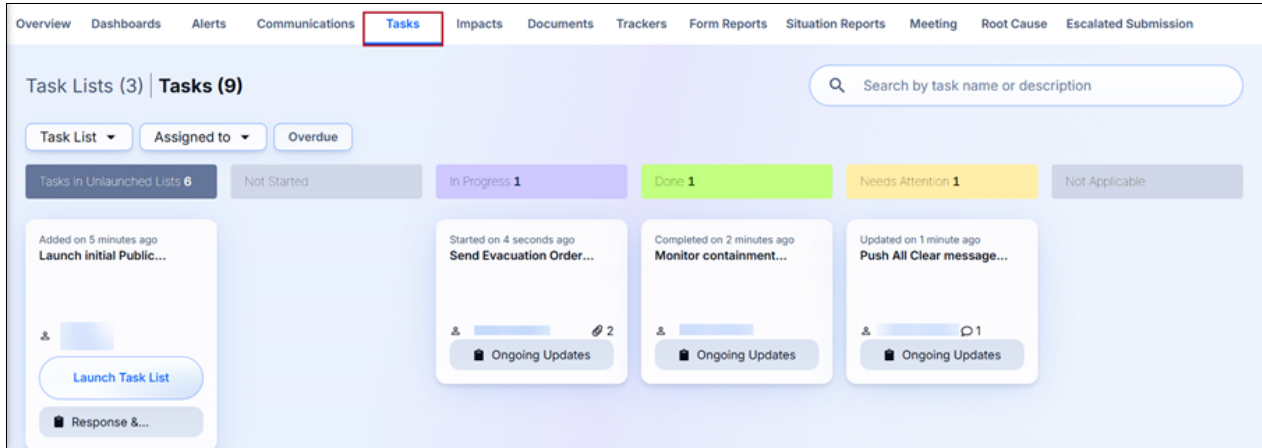 Overview Dashboards Alerts Communications Tasks Impacts Documents Trackers Form Reports Situation Reports Meeting Root Cause Escalated Submission
Task Lists (3) | Tasks (9)
Search by task name or description
Task List Assigned to Overdue
Tasks in Unlaunched Lists 6 Not Started In Progress 1 Done 1 Needs Attention 1 Not Applicable
Added on 5 minutes ago
Launch initial Public...
Launch Task List
Response &...
Started on 4 seconds ago
Send Evacuation Order...
2
Ongoing Updates
Completed on 2 minutes ago
Monitor containment...
Ongoing Updates
Updated on 1 minute ago
Push All Clear message...
1
Ongoing Updates